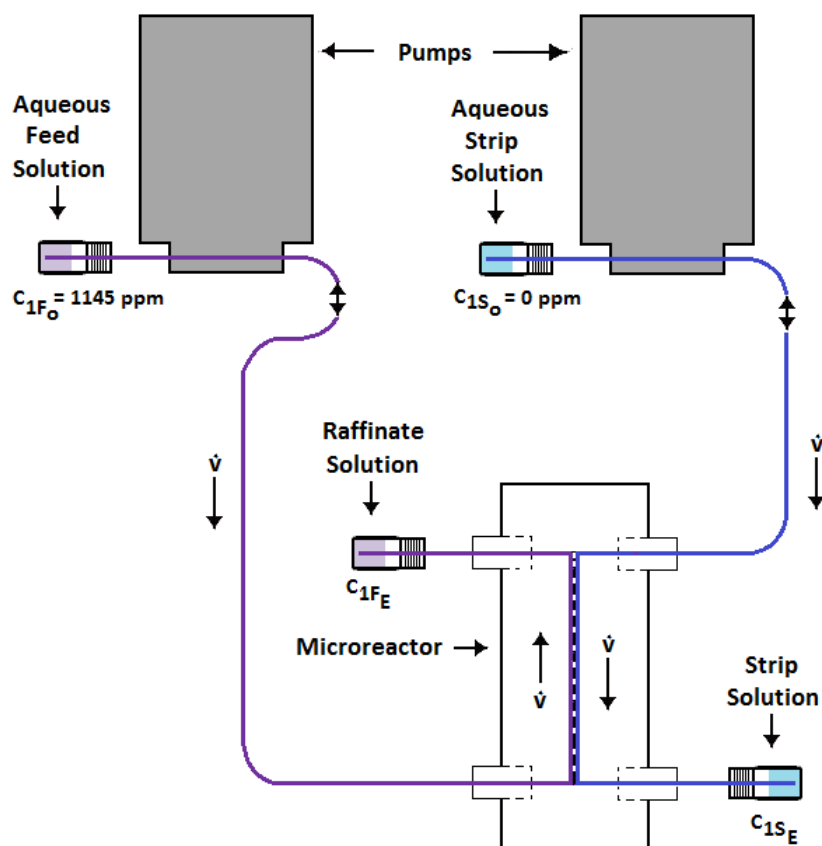 Pumps
Aqueous
Feed
Solution
Aqueous
Strip
Solution
C1Fo = 1145 ppm
C1So = 0 ppm
v̇
v̇
Raffinate
Solution
C1FE
Microreactor
v̇
v̇
Strip
Solution
C1SE